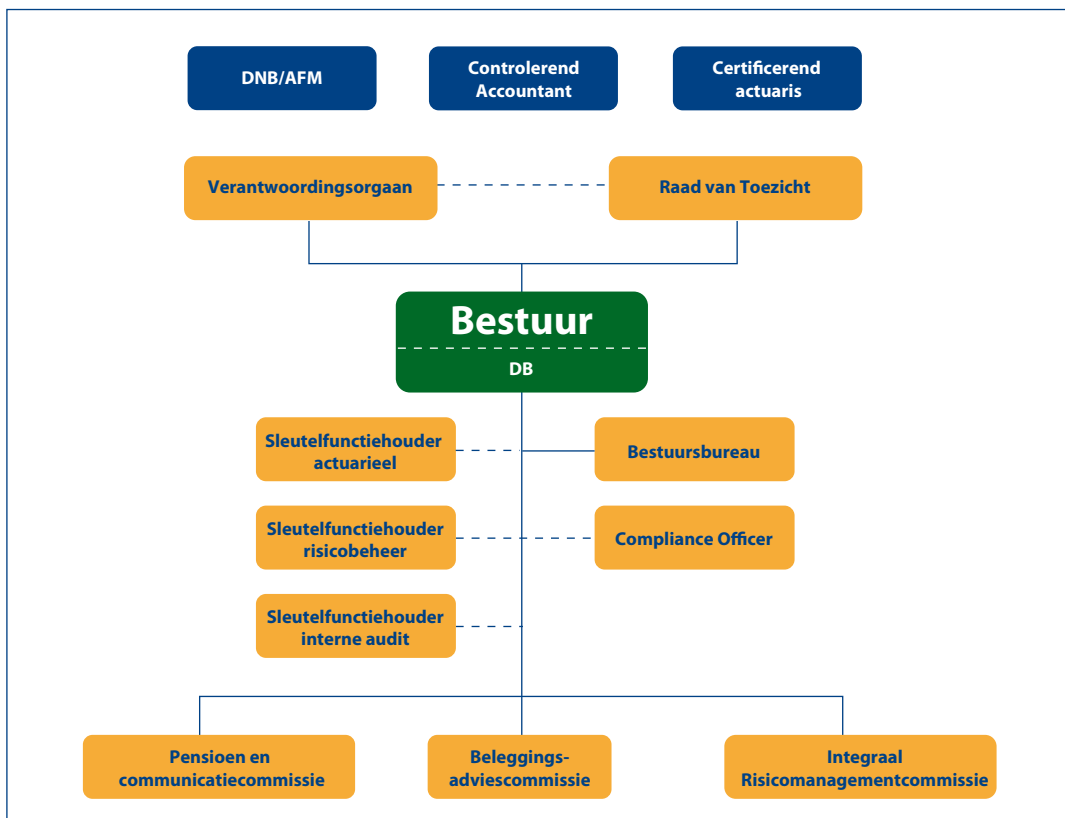 DNB/AFM
Controlerend
Accountant
Certificerend
actuaris
Verantwoordingsorgaan
Raad van Toezicht
Bestuur
DB
Sleutelfunctiehouder
actuarieel
Bestuursbureau
Sleutelfunctiehouder
risicobeheer
Compliance Officer
Sleutelfunctiehouder
interne audit
Pensioen en
communicatiecommissie
Beleggings-
adviescommissie
Integraal
Risicomanagementcommissie